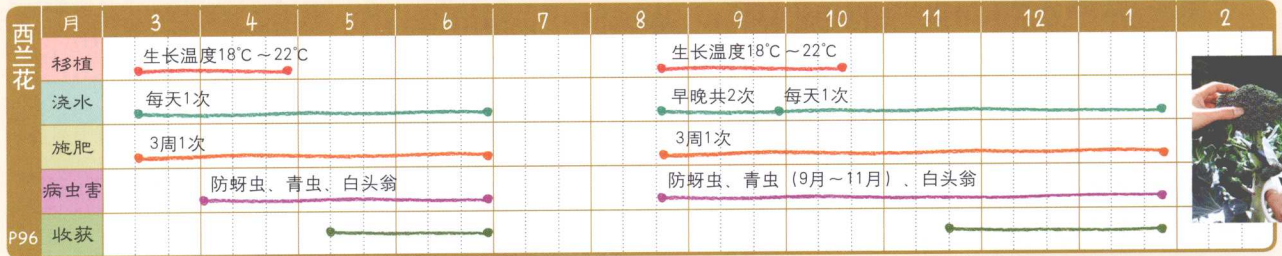 西兰花
P96
月 3 4 5 6 7 8 9 10 11 12 1 2
移植 生长温度18℃～22℃ 生长温度18℃～22℃
浇水 每天1次 早晚共2次 每天1次
施肥 3周1次 3周1次
病虫害 防蚜虫、青虫、白头翁 防蚜虫、青虫（9月～11月）、白头翁
收获